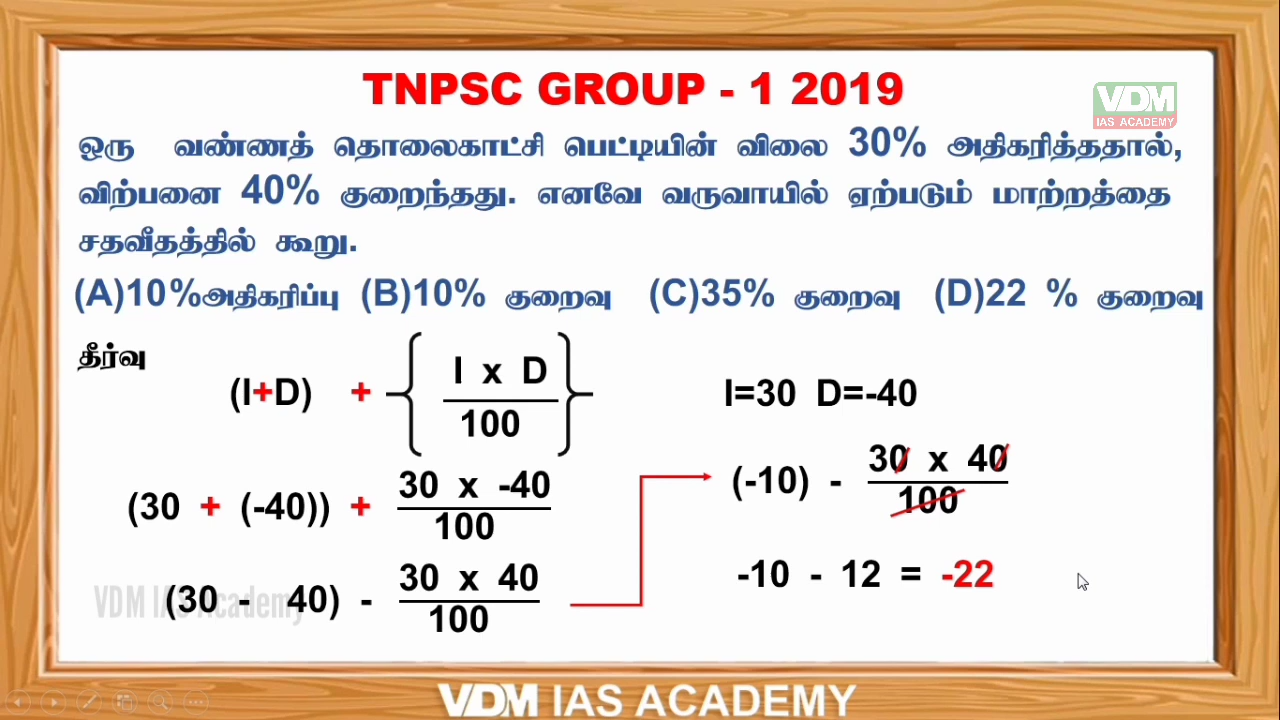 TNPSC GROUP - 1 2019
VDM
IAS ACADEMY
ஒரு வண்ணத் தொலைகாட்சி பெட்டியின் விலை 30% அதிகரித்ததால்,
விற்பனை 40% குறைந்தது. எனவே வருவாயில் ஏற்படும் மாற்றத்தை
சதவீதத்தில் கூறு.
(A)10%அதிகரிப்பு (B)10% குறைவு (C)35% குறைவு (D)22 % குறைவு
தீர்வு
(I+D) + { I x D / 100 }
I=30 D=-40
(30 + (-40)) + 30 x -40 / 100
(-10) - 30 x 40 / 100
(30 - 40) - 30 x 40 / 100
-10 - 12 = -22
VDM IAS Academy
VDM IAS ACADEMY